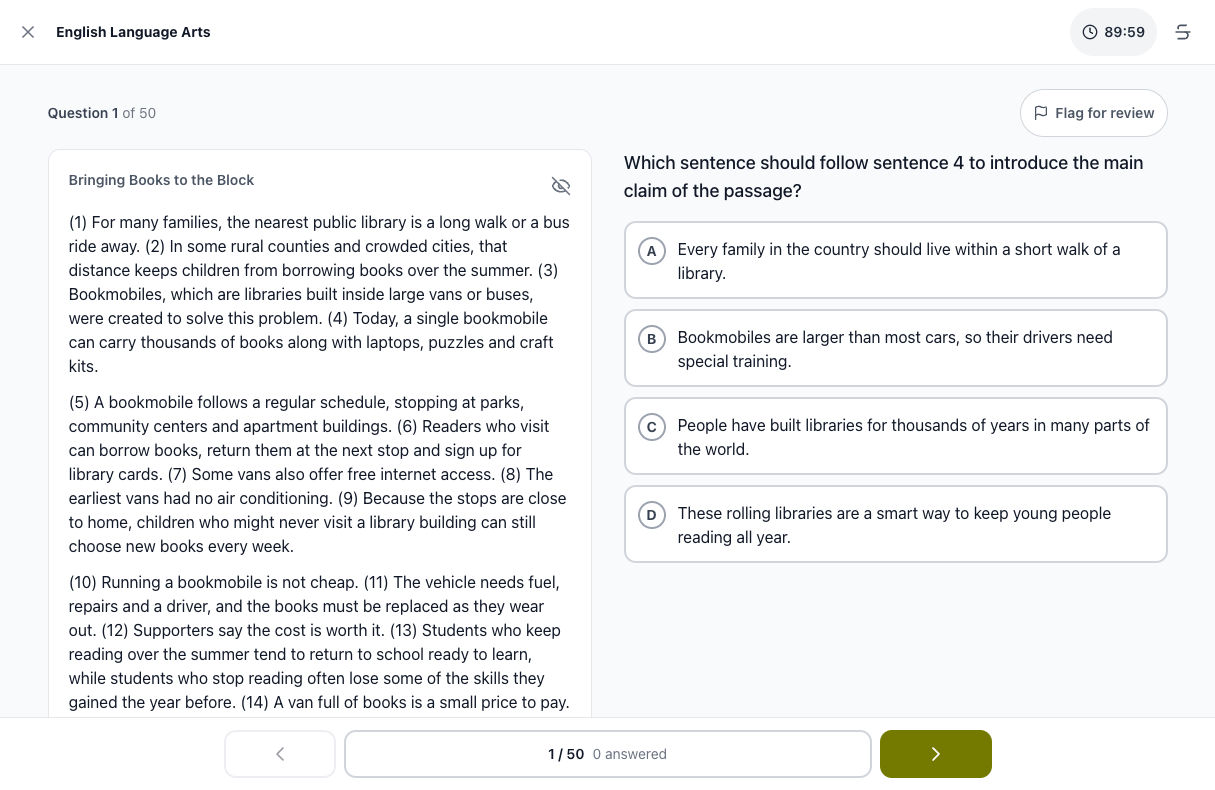 English Language Arts
89:59
Question 1 of 50
Flag for review
Bringing Books to the Block
(1) For many families, the nearest public library is a long walk or a bus
ride away. (2) In some rural counties and crowded cities, that
distance keeps children from borrowing books over the summer. (3)
Bookmobiles, which are libraries built inside large vans or buses,
were created to solve this problem. (4) Today, a single bookmobile
can carry thousands of books along with laptops, puzzles and craft
kits.
(5) A bookmobile follows a regular schedule, stopping at parks,
community centers and apartment buildings. (6) Readers who visit
can borrow books, return them at the next stop and sign up for
library cards. (7) Some vans also offer free internet access. (8) The
earliest vans had no air conditioning. (9) Because the stops are close
to home, children who might never visit a library building can still
choose new books every week.
(10) Running a bookmobile is not cheap. (11) The vehicle needs fuel,
repairs and a driver, and the books must be replaced as they wear
out. (12) Supporters say the cost is worth it. (13) Students who keep
reading over the summer tend to return to school ready to learn,
while students who stop reading often lose some of the skills they
gained the year before. (14) A van full of books is a small price to pay.
Which sentence should follow sentence 4 to introduce the main
claim of the passage?
A
Every family in the country should live within a short walk of a
library.
B
Bookmobiles are larger than most cars, so their drivers need
special training.
C
People have built libraries for thousands of years in many parts of
the world.
D
These rolling libraries are a smart way to keep young people
reading all year.
1 / 50 0 answered